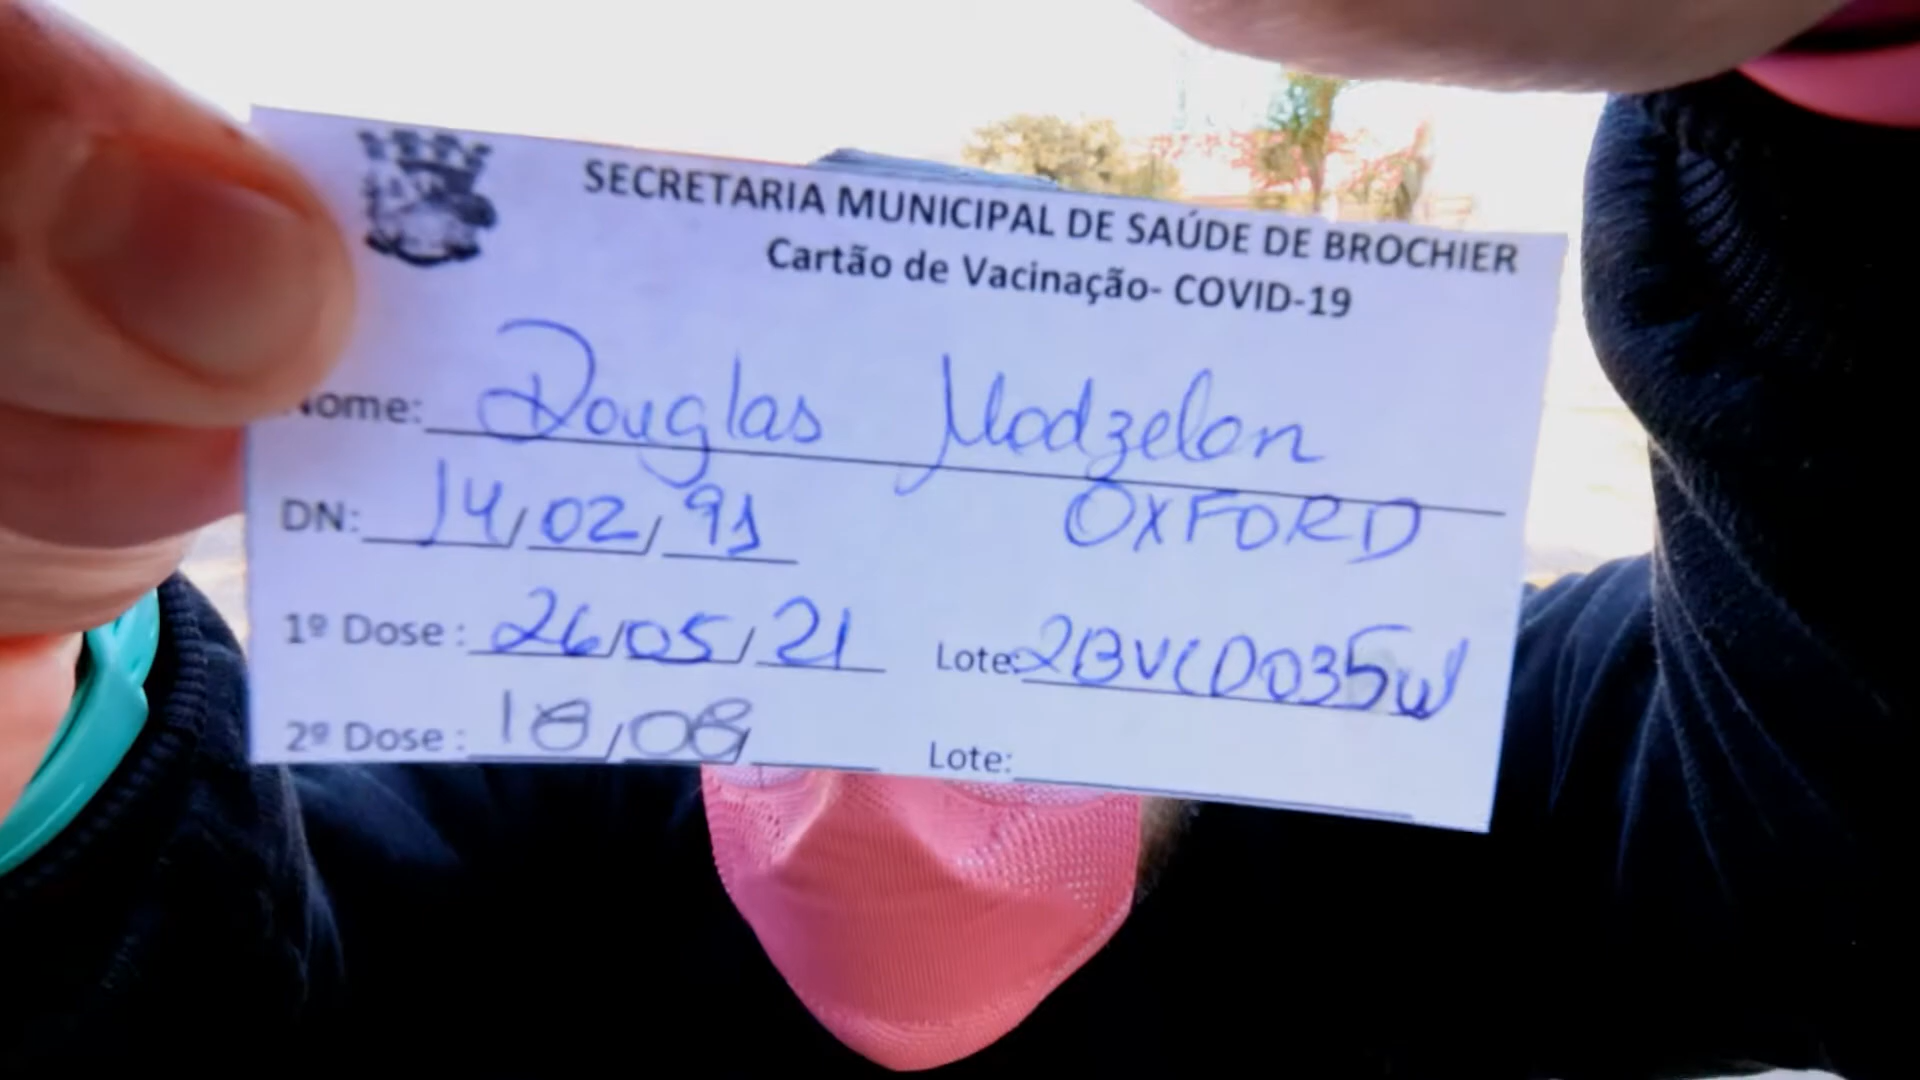 SECRETARIA MUNICIPAL DE SAÚDE DE BROCHIER
Cartão de Vacinação- COVID-19
Nome: Douglas Modzelon
DN: 14/02/91 OXFORD
1º Dose: 26/05/21 Lote: 2BVCD035W
2º Dose: 18/08/ Lote: